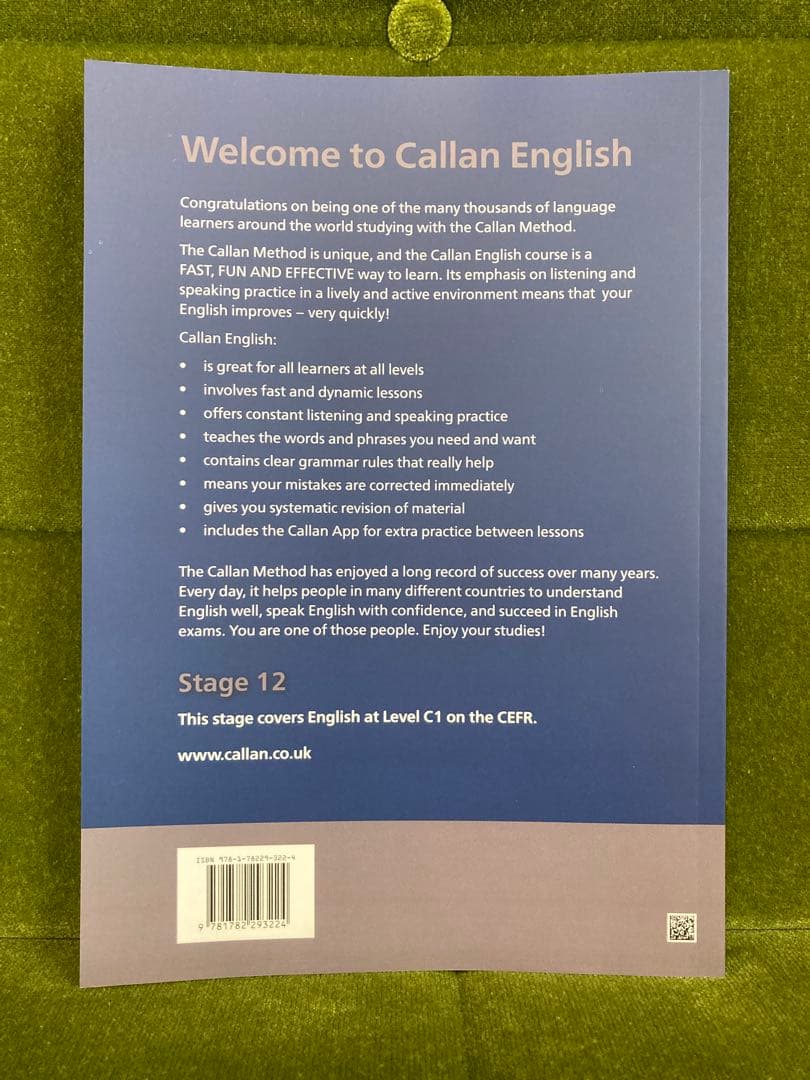 Welcome to Callan English
Congratulations on being one of the many thousands of language
learners around the world studying with the Callan Method.
The Callan Method is unique, and the Callan English course is a
FAST, FUN AND EFFECTIVE way to learn. Its emphasis on listening and
speaking practice in a lively and active environment means that your
English improves – very quickly!
Callan English:
• is great for all learners at all levels
• involves fast and dynamic lessons
• offers constant listening and speaking practice
• teaches the words and phrases you need and want
• contains clear grammar rules that really help
• means your mistakes are corrected immediately
• gives you systematic revision of material
• includes the Callan App for extra practice between lessons
The Callan Method has enjoyed a long record of success over many years.
Every day, it helps people in many different countries to understand
English well, speak English with confidence, and succeed in English
exams. You are one of those people. Enjoy your studies!
Stage 12
This stage covers English at Level C1 on the CEFR.
www.callan.co.uk
ISBN 978-1-78229-322-4
9 781782 293224